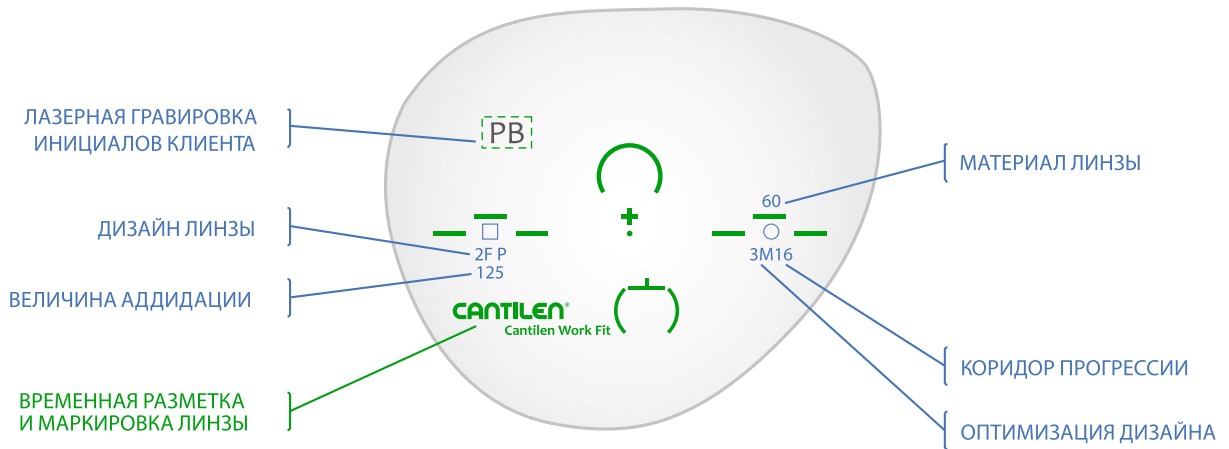 ЛАЗЕРНАЯ ГРАВИРОВКА
ИНИЦИАЛОВ КЛИЕНТА
ДИЗАЙН ЛИНЗЫ
ВЕЛИЧИНА АДДИДАЦИИ
ВРЕМЕННАЯ РАЗМЕТКА
И МАРКИРОВКА ЛИНЗЫ
PB
2F P
125
CANTILEN®
Cantilen Work Fit
60
3M16
МАТЕРИАЛ ЛИНЗЫ
КОРИДОР ПРОГРЕССИИ
ОПТИМИЗАЦИЯ ДИЗАЙНА